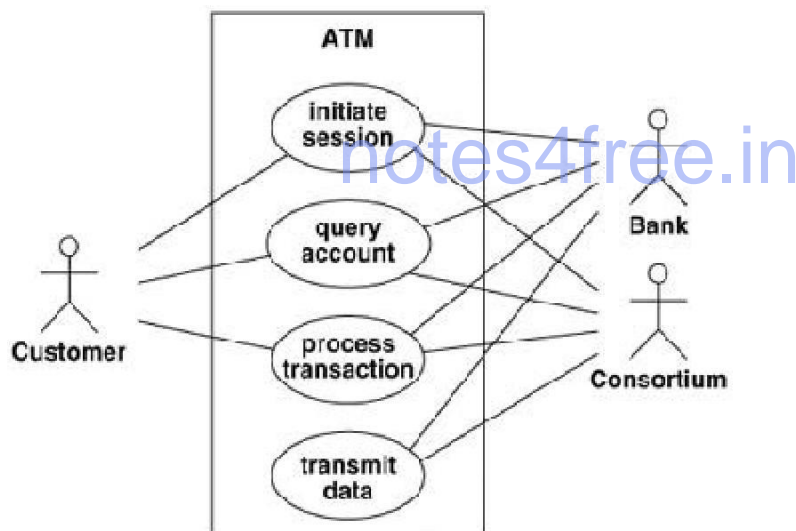 ATM
initiate
session
notes4free.in
query
account
Bank
process
transaction
Customer
Consortium
transmit
data